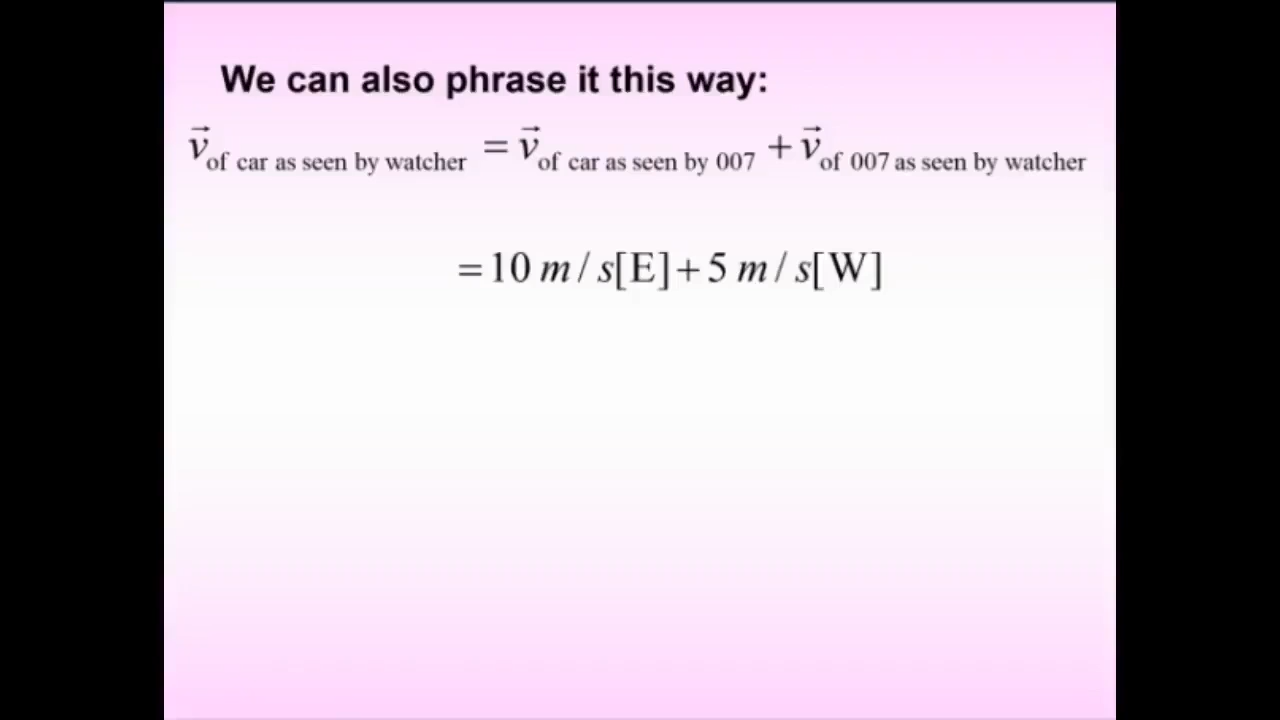 We can also phrase it this way:
v⃗ of car as seen by watcher = v⃗ of car as seen by 007 + v⃗ of 007 as seen by watcher
= 10 m / s[E] + 5 m / s[W]